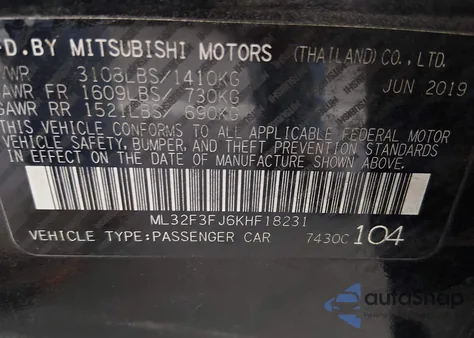 D.BY MITSUBISHI MOTORS (THAILAND) CO., LTD.
VWR 3108LBS/1410KG JUN 2019
AWR FR 1609LBS/ 730KG
GAWR RR 1521LBS/ 690KG
THIS VEHICLE CONFORMS TO ALL APPLICABLE FEDERAL MOTOR
VEHICLE SAFETY, BUMPER, AND THEFT PREVENTION STANDARDS
IN EFFECT ON THE DATE OF MANUFACTURE SHOWN ABOVE.
ML32F3FJ6KHF18231
VEHICLE TYPE:PASSENGER CAR 7430C 104
autoSnap